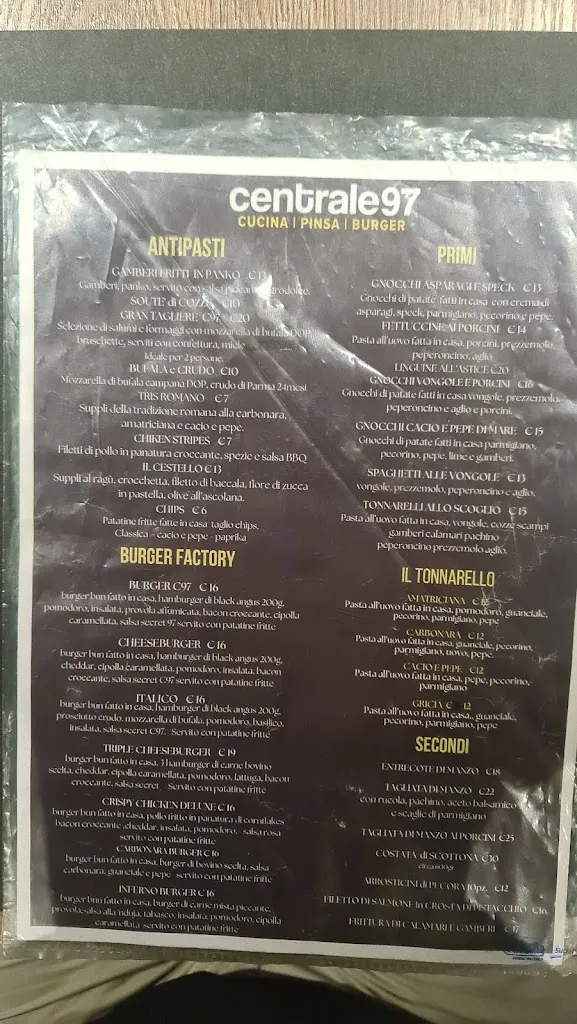 centrale97
CUCINA | PINSA | BURGER
ANTIPASTI
GAMBERI FRITTI IN PANKO €13
Gamberi, panko, servito con salsa
SOUTE' di COZZE €10
GRAN TAGLIERE C97 €20
Selezione di salumi e formaggi con mozzarella di bufala DOP,
bruschette, serviti con confetture, miele
Ideale per 2 persone.
BUFALA e CRUDO €10
Mozzarella di bufala campana DOP, crudo di Parma 24mesi
TRIS ROMANO € 7
Supplì della tradizione romana alla carbonara,
amatriciana e cacio e pepe.
CHIKEN STRIPES € 7
Filetti di pollo in panatura croccante, spezie e salsa BBQ
IL CESTELLO € 13
Supplì al ragù, crocchetta, filetto di baccala, fiore di zucca
in pastella, olive all'ascolana.
CHIPS € 6
Patatine fritte fatte in casa taglio chips.
Classica – cacio e pepe – paprika
BURGER FACTORY
BURGER C97 € 16
burger bun fatto in casa, hamburger di black angus 200g,
pomodoro, insalata, provola affumicata, bacon croccante, cipolla
caramellata, salsa secret 97 servito con patatine fritte
CHEESEBURGER € 16
burger bun fatto in casa, hamburger di black angus 200g,
cheddar, cipolla caramellata, pomodoro, insalata, bacon
croccante, salsa secret C97 servito con patatine fritte
ITALICO € 16
burger bun fatto in casa, hamburger di black angus 200g,
prosciutto crudo, mozzarella di bufala, pomodoro, basilico,
insalata, salsa secret C97. Servito con patatine fritte
TRIPLE CHEESEBURGER € 19
burger bun fatto in casa, 3 hamburger di carne bovino
scelta, cheddar, cipolla caramellata, pomodoro, lattuga, bacon
croccante, salsa secret Servito con patatine fritte
CRISPY CHICKEN DELUXE € 16
burger bun fatto in casa, pollo fritto in panatura di cornflakes
bacon croccante ,cheddar, insalata, pomodoro, salsa rosa
servito con patatine fritte
CARBONARA BURGER € 16
burger bun fatto in casa, burger di bovino scelta, salsa
carbonara, guanciale e pepe servito con patatine fritte
INFERNO BURGER € 16
burger bun fatto in casa, burger di carne mista piccante,
provola,salsa alla 'nduja, tabasco, insalata, pomodoro, cipolla
caramellata servito con patatine fritte
PRIMI
GNOCCHI ASPARAGI E SPECK € 13
Gnocchi di patate fatti in casa con crema di
asparagi, speck, parmigiano, pecorino e pepe.
FETTUCCINE AI PORCINI € 14
Pasta all'uovo fatta in casa, porcini, prezzemolo,
peperoncino, aglio
LINGUINE ALL'ASTICE €20
GNOCCHI VONGOLE E PORCINI €16
Gnocchi di patate fatti in casa vongole, prezzemolo,
peperoncino e aglio e porcini.
GNOCCHI CACIO E PEPE DI MARE € 15
Gnocchi di patate fatti in casa parmigiano,
pecorino, pepe, lime e gamberi.
SPAGHETTI ALLE VONGOLE € 13
vongole, prezzemolo, peperoncino e aglio,
TONNARELLI ALLO SCOGLIO € 15
Pasta all'uovo fatta in casa, vongole, cozze scampi
gamberi calamari pachino
peperoncino prezzemolo aglio.
IL TONNARELLO
AMATRICIANA € 12
Pasta all'uovo fatta in casa, pomodoro, guanciale,
pecorino, parmigiano, pepe
CARBONARA € 12
Pasta all'uovo fatta in casa, guanciale, pecorino,
parmigiano, uovo, pepe.
CACIO E PEPE €12
Pasta all'uovo fatta in casa, pepe, pecorino,
parmigiano
GRICIA € 12
Pasta all'uovo fatta in casa,, guanciale,
pecorino, parmigiano, pepe
SECONDI
ENTRECOTE DI MANZO €18
TAGLIATA DI MANZO €22
con rucola, pachino, aceto balsamico
e scaglie di parmigiano
TAGLIATA DI MANZO AI PORCINI €25
COSTATA di SCOTTONA €30
ARROSTICINI di PECORA 10pz. €12
FILETTO DI SALMONE In CROSTA DI PISTACCHIO €16,
FRITTURA DI CALAMARI E GAMBERI € 17